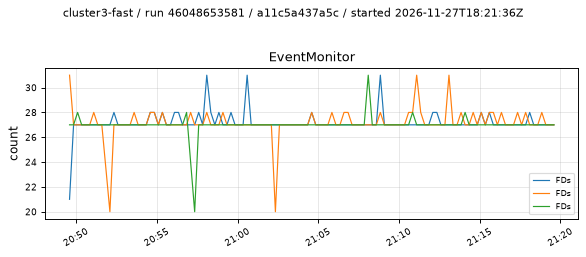 cluster3-fast / run 46048653581 / a11c5a437a5c / started 2026-11-27T18:21:36Z
EventMonitor
count
30
28
26
24
22
20
20:50
20:55
21:00
21:05
21:10
21:15
21:20
FDs
FDs
FDs